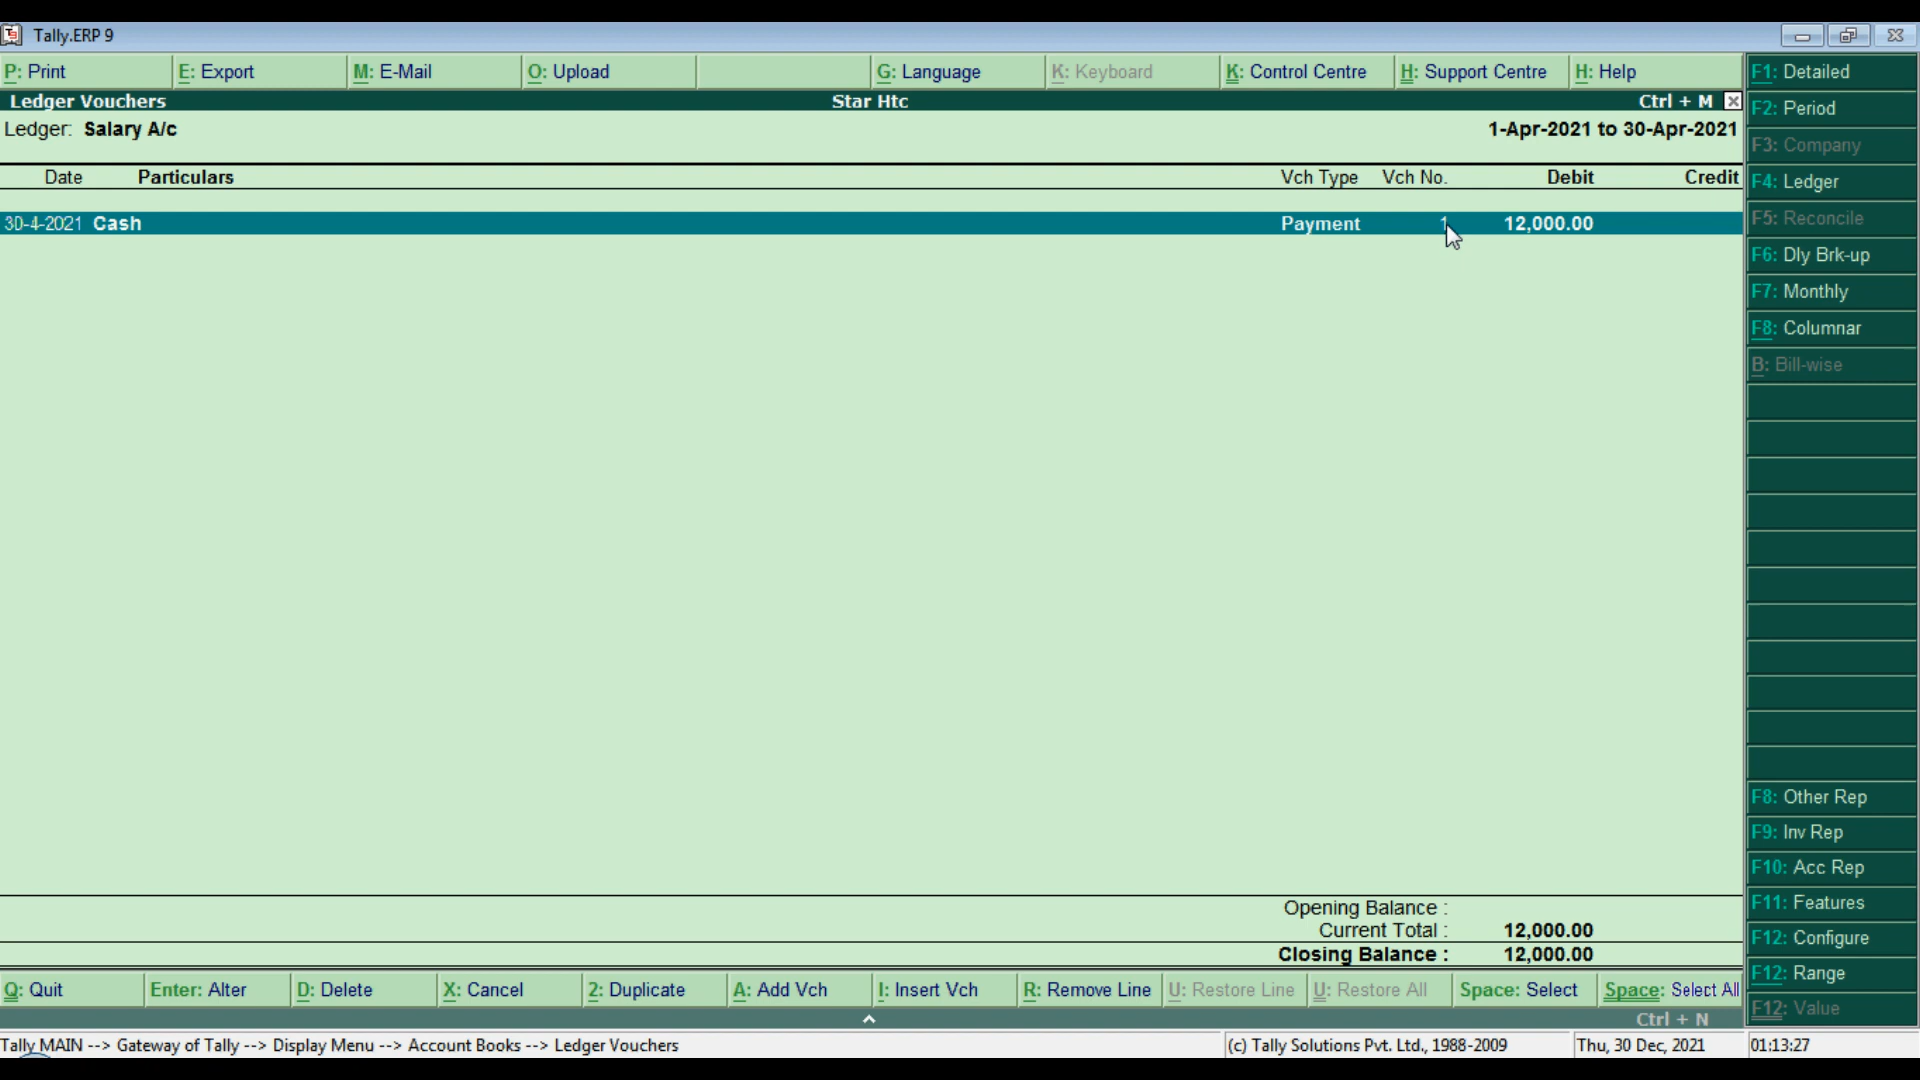 Tally.ERP 9
P: Print E: Export M: E-Mail O: Upload G: Language K: Keyboard K: Control Centre H: Support Centre H: Help
Ledger Vouchers Star Htc Ctrl + M
Ledger: Salary A/c 1-Apr-2021 to 30-Apr-2021
Date Particulars Vch Type Vch No. Debit Credit
30-4-2021 Cash Payment 1 12,000.00
Opening Balance :
Current Total : 12,000.00
Closing Balance : 12,000.00
Q: Quit Enter: Alter D: Delete X: Cancel 2: Duplicate A: Add Vch I: Insert Vch R: Remove Line U: Restore Line U: Restore All Space: Select Space: Select All
Ctrl + N
F1: Detailed
F2: Period
F3: Company
F4: Ledger
F5: Reconcile
F6: Dly Brk-up
F7: Monthly
F8: Columnar
B: Bill-wise
F8: Other Rep
F9: Inv Rep
F10: Acc Rep
F11: Features
F12: Configure
F12: Range
F12: Value
Tally MAIN --> Gateway of Tally --> Display Menu --> Account Books --> Ledger Vouchers (c) Tally Solutions Pvt. Ltd., 1988-2009 Thu, 30 Dec, 2021 01:13:27